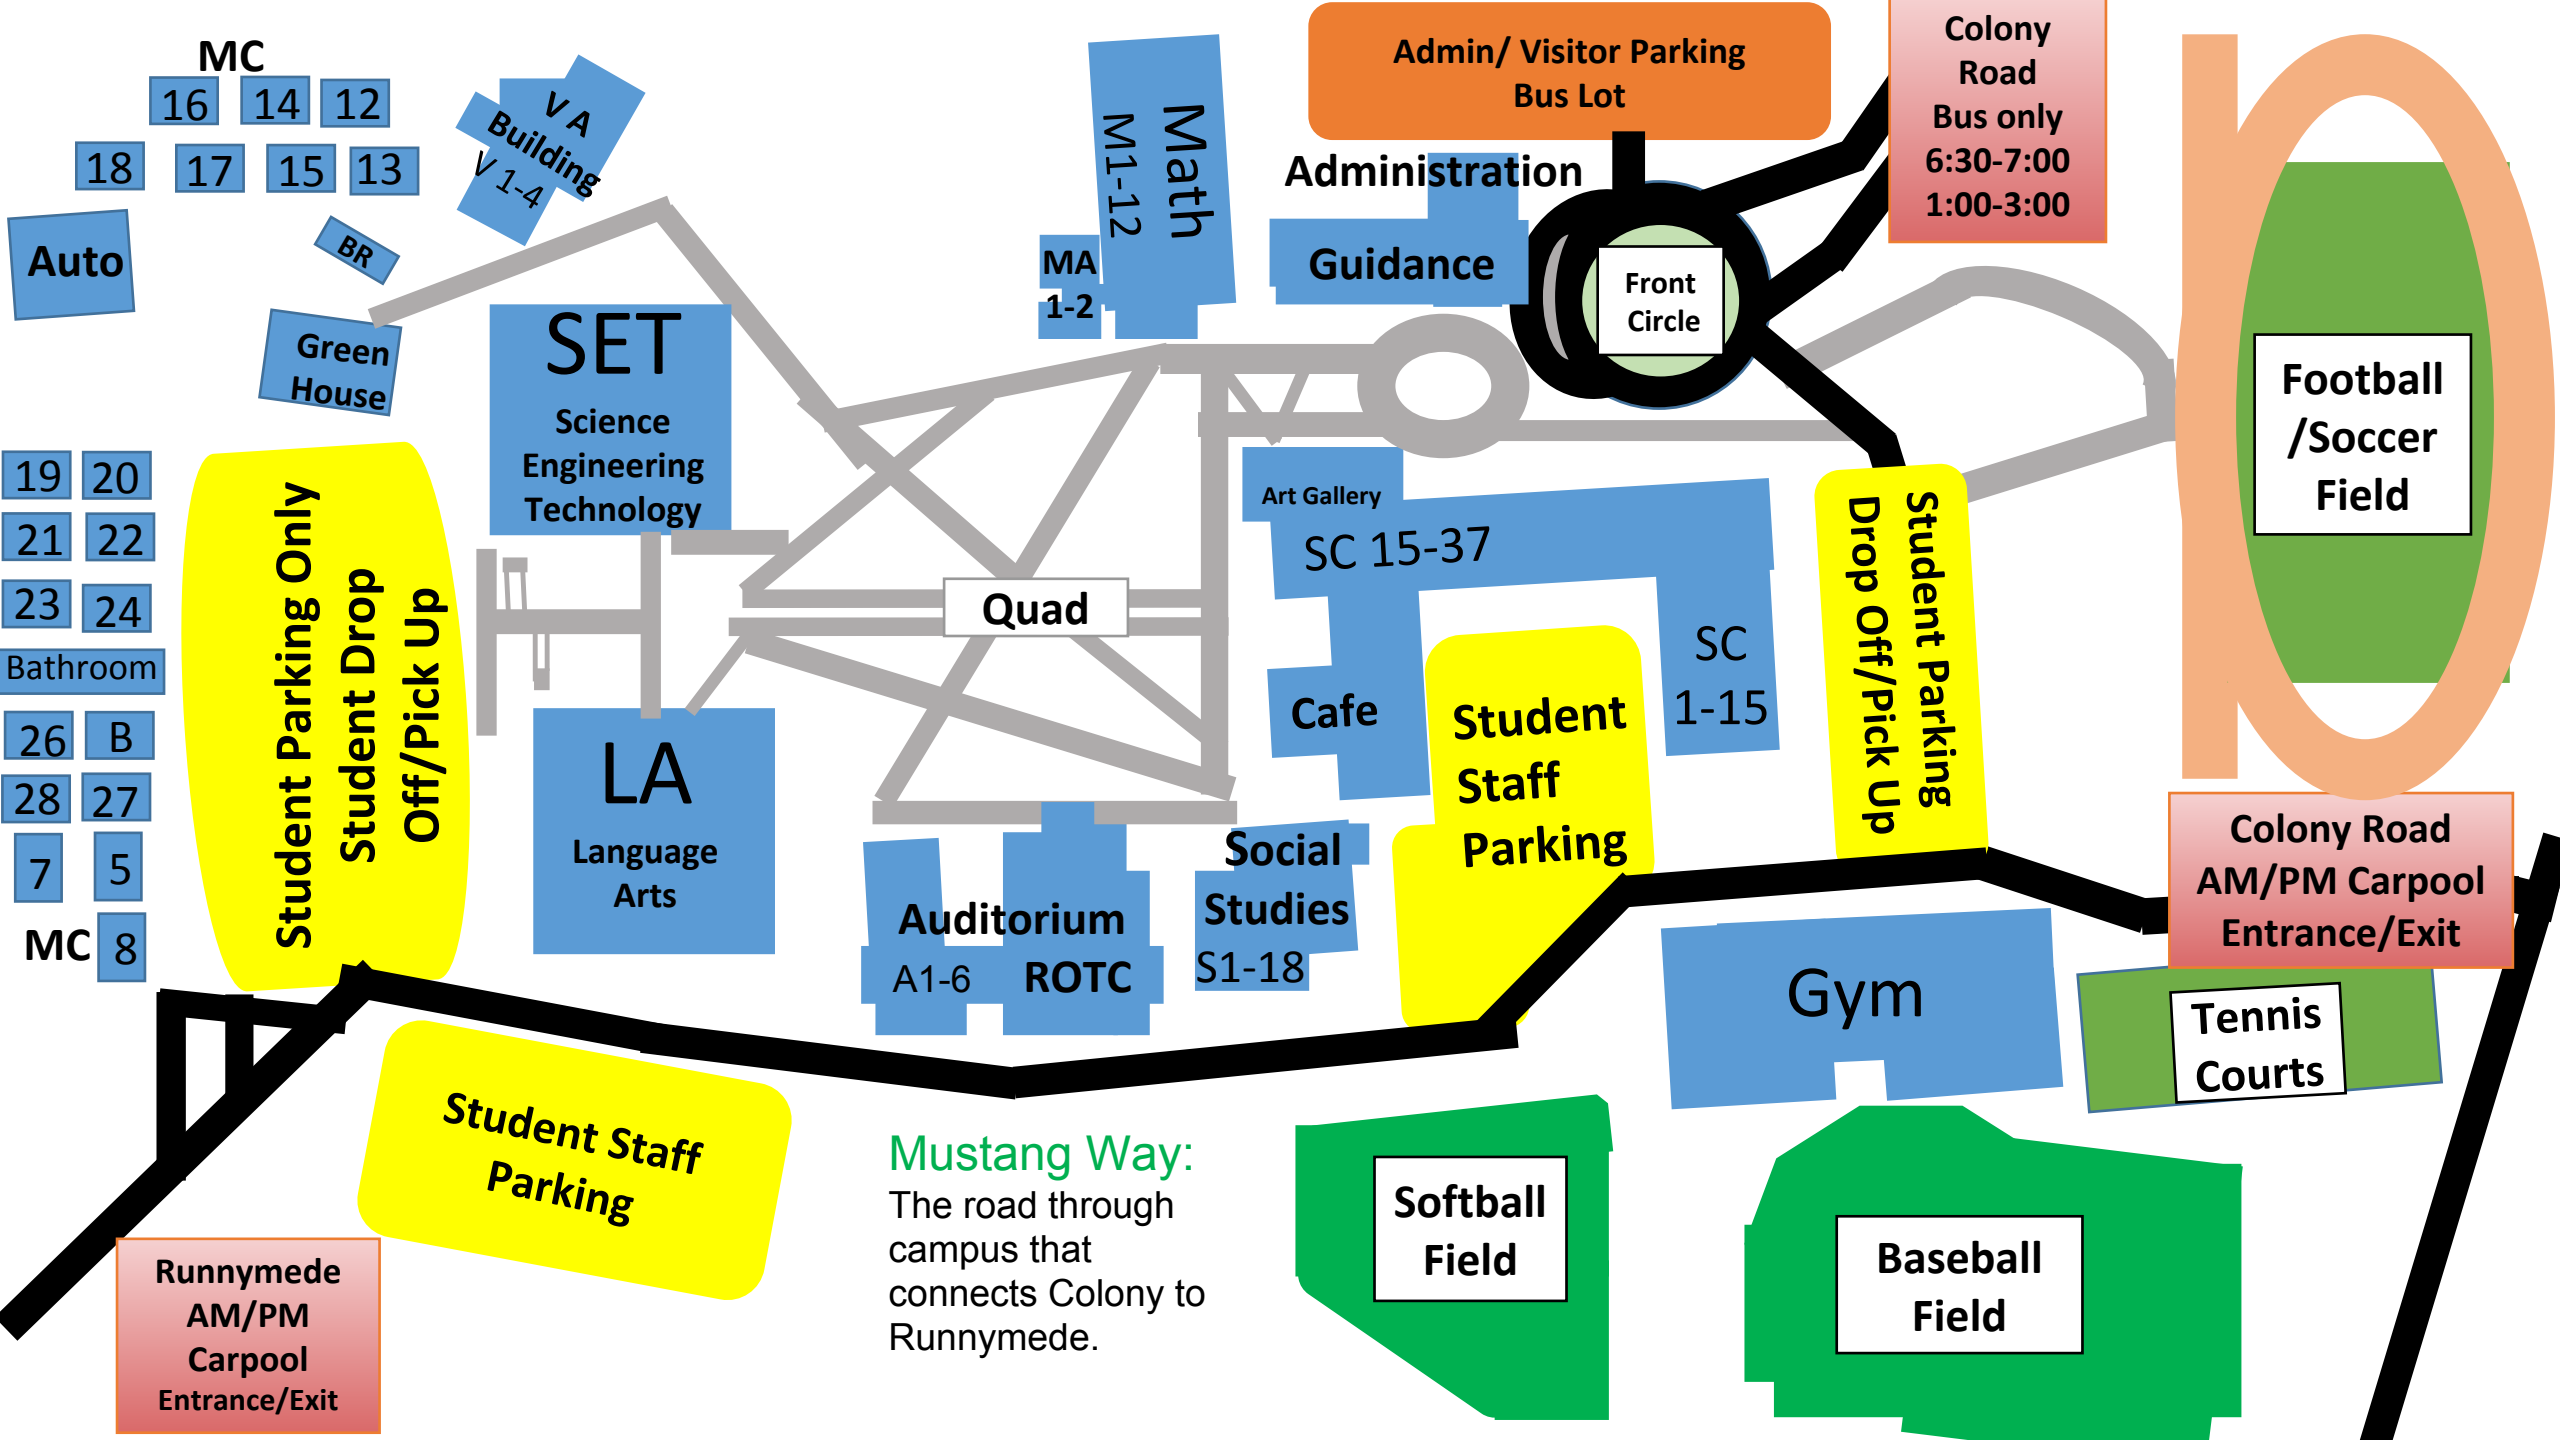 MC
16
14
12
18
17
15
13
V A
Building
V 1-4
Auto
BR
Green
House
SET
Science
Engineering
Technology
Math
M1-12
MA
1-2
Admin/ Visitor Parking
Bus Lot
Administration
Guidance
Front
Circle
Colony
Road
Bus only
6:30-7:00
1:00-3:00
Football
/Soccer
Field
19
20
21
22
23
24
Bathroom
26
B
28
27
7
5
MC
8
Student Parking Only
Student Drop
Off/Pick Up
LA
Language
Arts
Quad
Art Gallery
SC 15-37
SC
1-15
Cafe
Student
Staff
Parking
Student Parking
Drop Off/Pick Up
Auditorium
A1-6
ROTC
Social
Studies
S1-18
Gym
Colony Road
AM/PM Carpool
Entrance/Exit
Tennis
Courts
Student Staff
Parking
Mustang Way:
The road through
campus that
connects Colony to
Runnymede.
Softball
Field
Baseball
Field
Runnymede
AM/PM
Carpool
Entrance/Exit